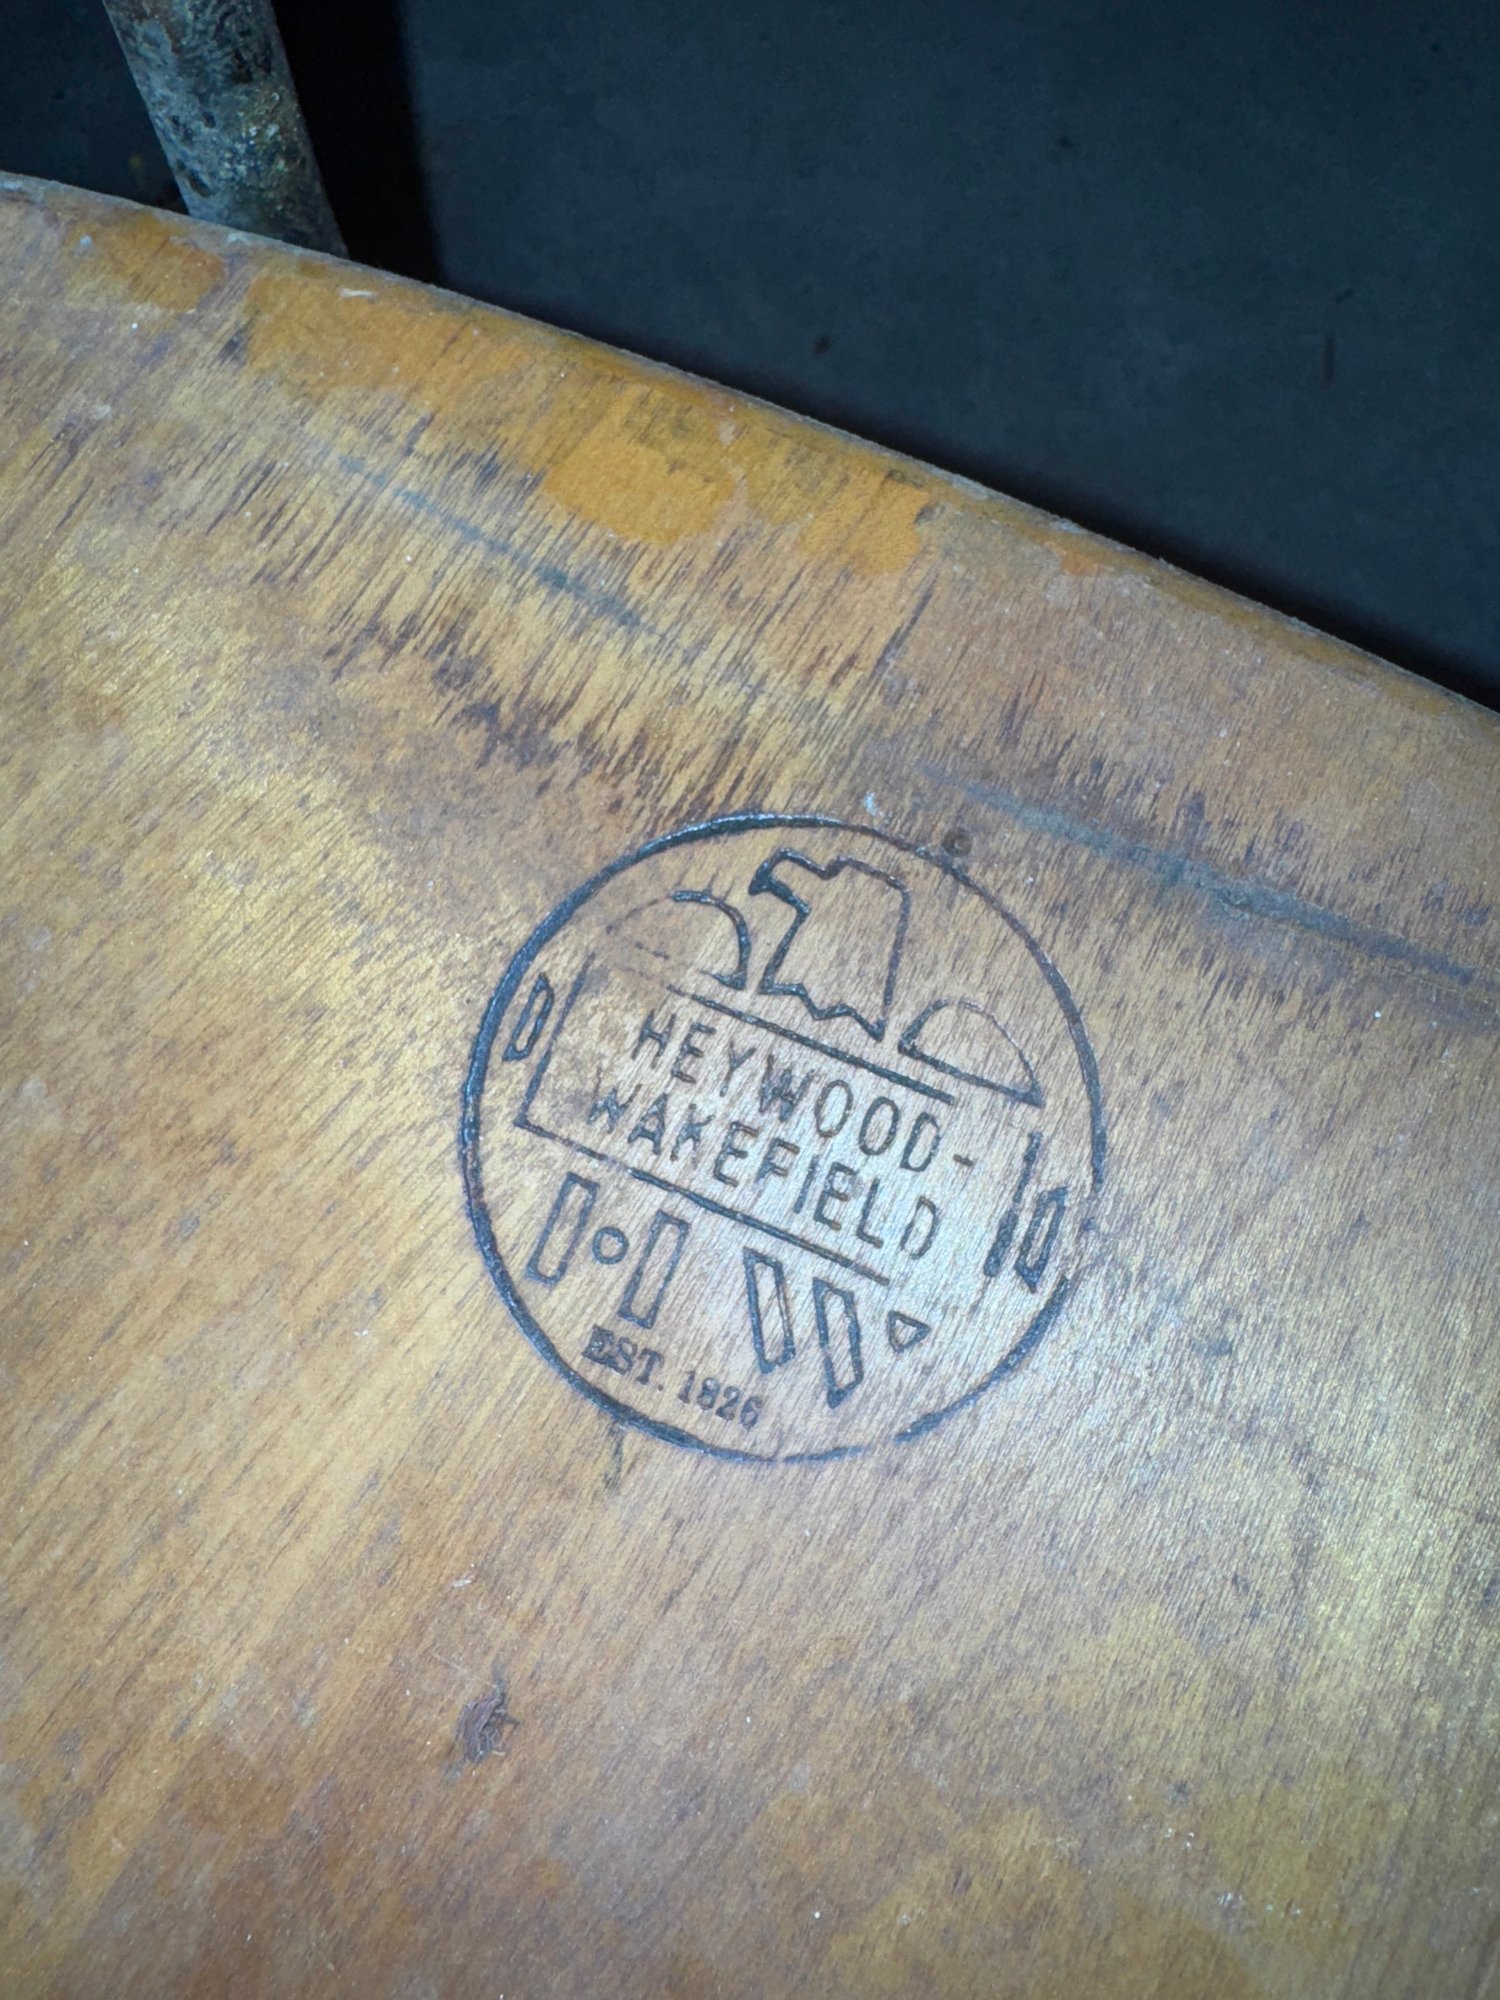 HEYWOOD-
WAKEFIELD
EST. 1826